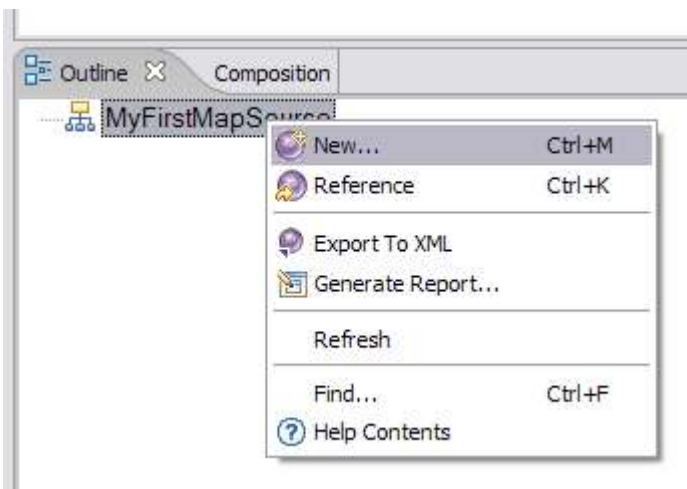 Outline Composition
MyFirstMapSource
New... Ctrl+M
Reference Ctrl+K
Export To XML
Generate Report...
Refresh
Find... Ctrl+F
Help Contents